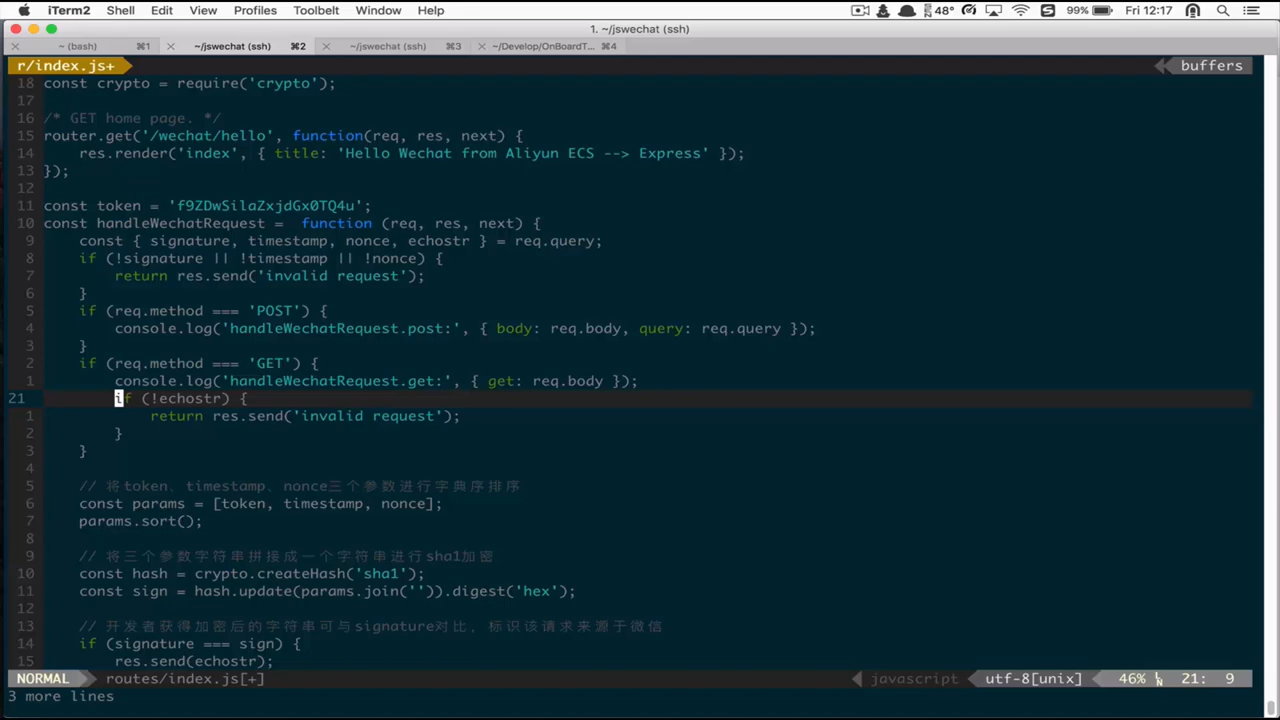 iTerm2 Shell Edit View Profiles Toolbelt Window Help 48° 99% Fri 12:17
1. ~/jswechat (ssh)
~ (bash) ⌘1 ~/jswechat (ssh) ⌘2 ~/jswechat (ssh) ⌘3 ~/Develop/OnBoardT... ⌘4
r/index.js+ buffers
18 const crypto = require('crypto');
17
16 /* GET home page. */
15 router.get('/wechat/hello', function(req, res, next) {
14 res.render('index', { title: 'Hello Wechat from Aliyun ECS --> Express' });
13 });
12
11 const token = 'f9ZDwSilaZxjdGx0TQ4u';
10 const handleWechatRequest = function (req, res, next) {
9 const { signature, timestamp, nonce, echostr } = req.query;
8 if (!signature || !timestamp || !nonce) {
7 return res.send('invalid request');
6 }
5 if (req.method === 'POST') {
4 console.log('handleWechatRequest.post:', { body: req.body, query: req.query });
3 }
2 if (req.method === 'GET') {
1 console.log('handleWechatRequest.get:', { get: req.body });
21 if (!echostr) {
1 return res.send('invalid request');
2 }
3 }
4
5 // 将token、timestamp、nonce三个参数进行字典序排序
6 const params = [token, timestamp, nonce];
7 params.sort();
8
9 // 将三个参数字符串拼接成一个字符串进行sha1加密
10 const hash = crypto.createHash('sha1');
11 const sign = hash.update(params.join('')).digest('hex');
12
13 // 开发者获得加密后的字符串可与signature对比，标识该请求来源于微信
14 if (signature === sign) {
15 res.send(echostr);
NORMAL routes/index.js[+] javascript utf-8[unix] 46% 21: 9
3 more lines